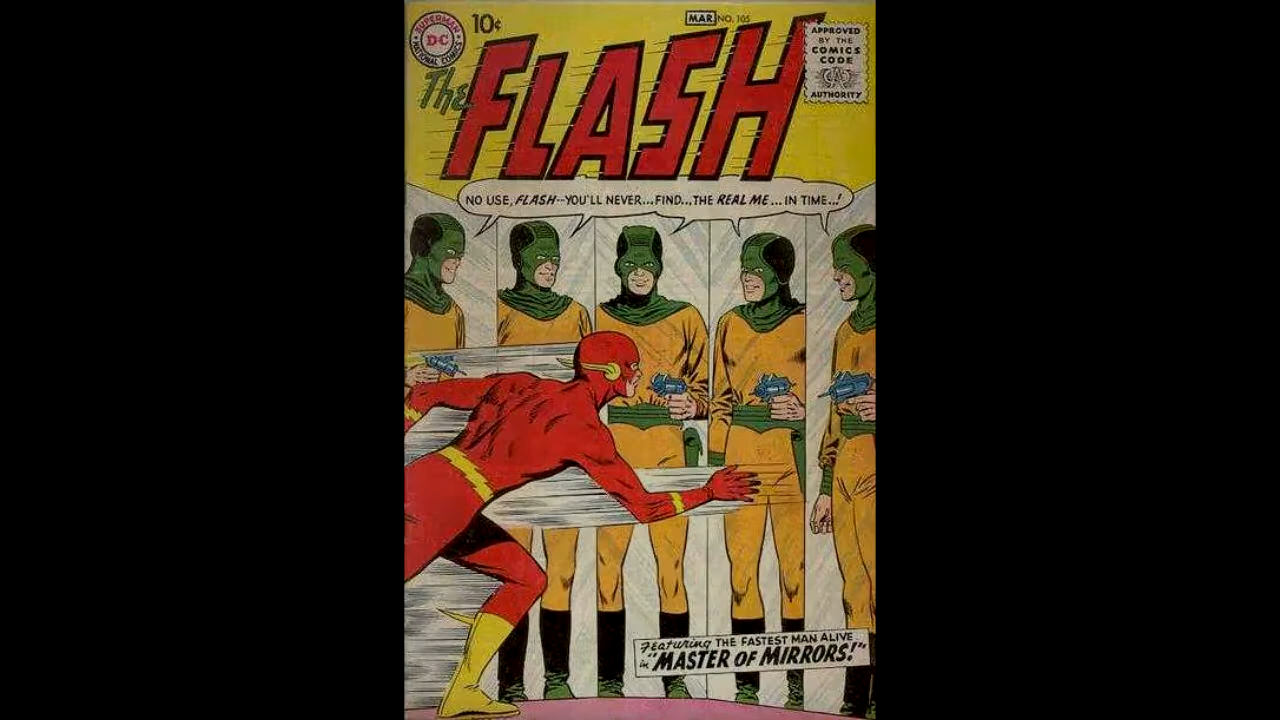 SUPERMAN
DC
NATIONAL COMICS
10¢
MAR NO. 105
APPROVED
BY THE
COMICS
CODE
CA
AUTHORITY
The
FLASH
NO USE, FLASH--YOU'LL NEVER...FIND...THE REAL ME...IN TIME..!
Featuring THE FASTEST MAN ALIVE
in "MASTER OF MIRRORS!"